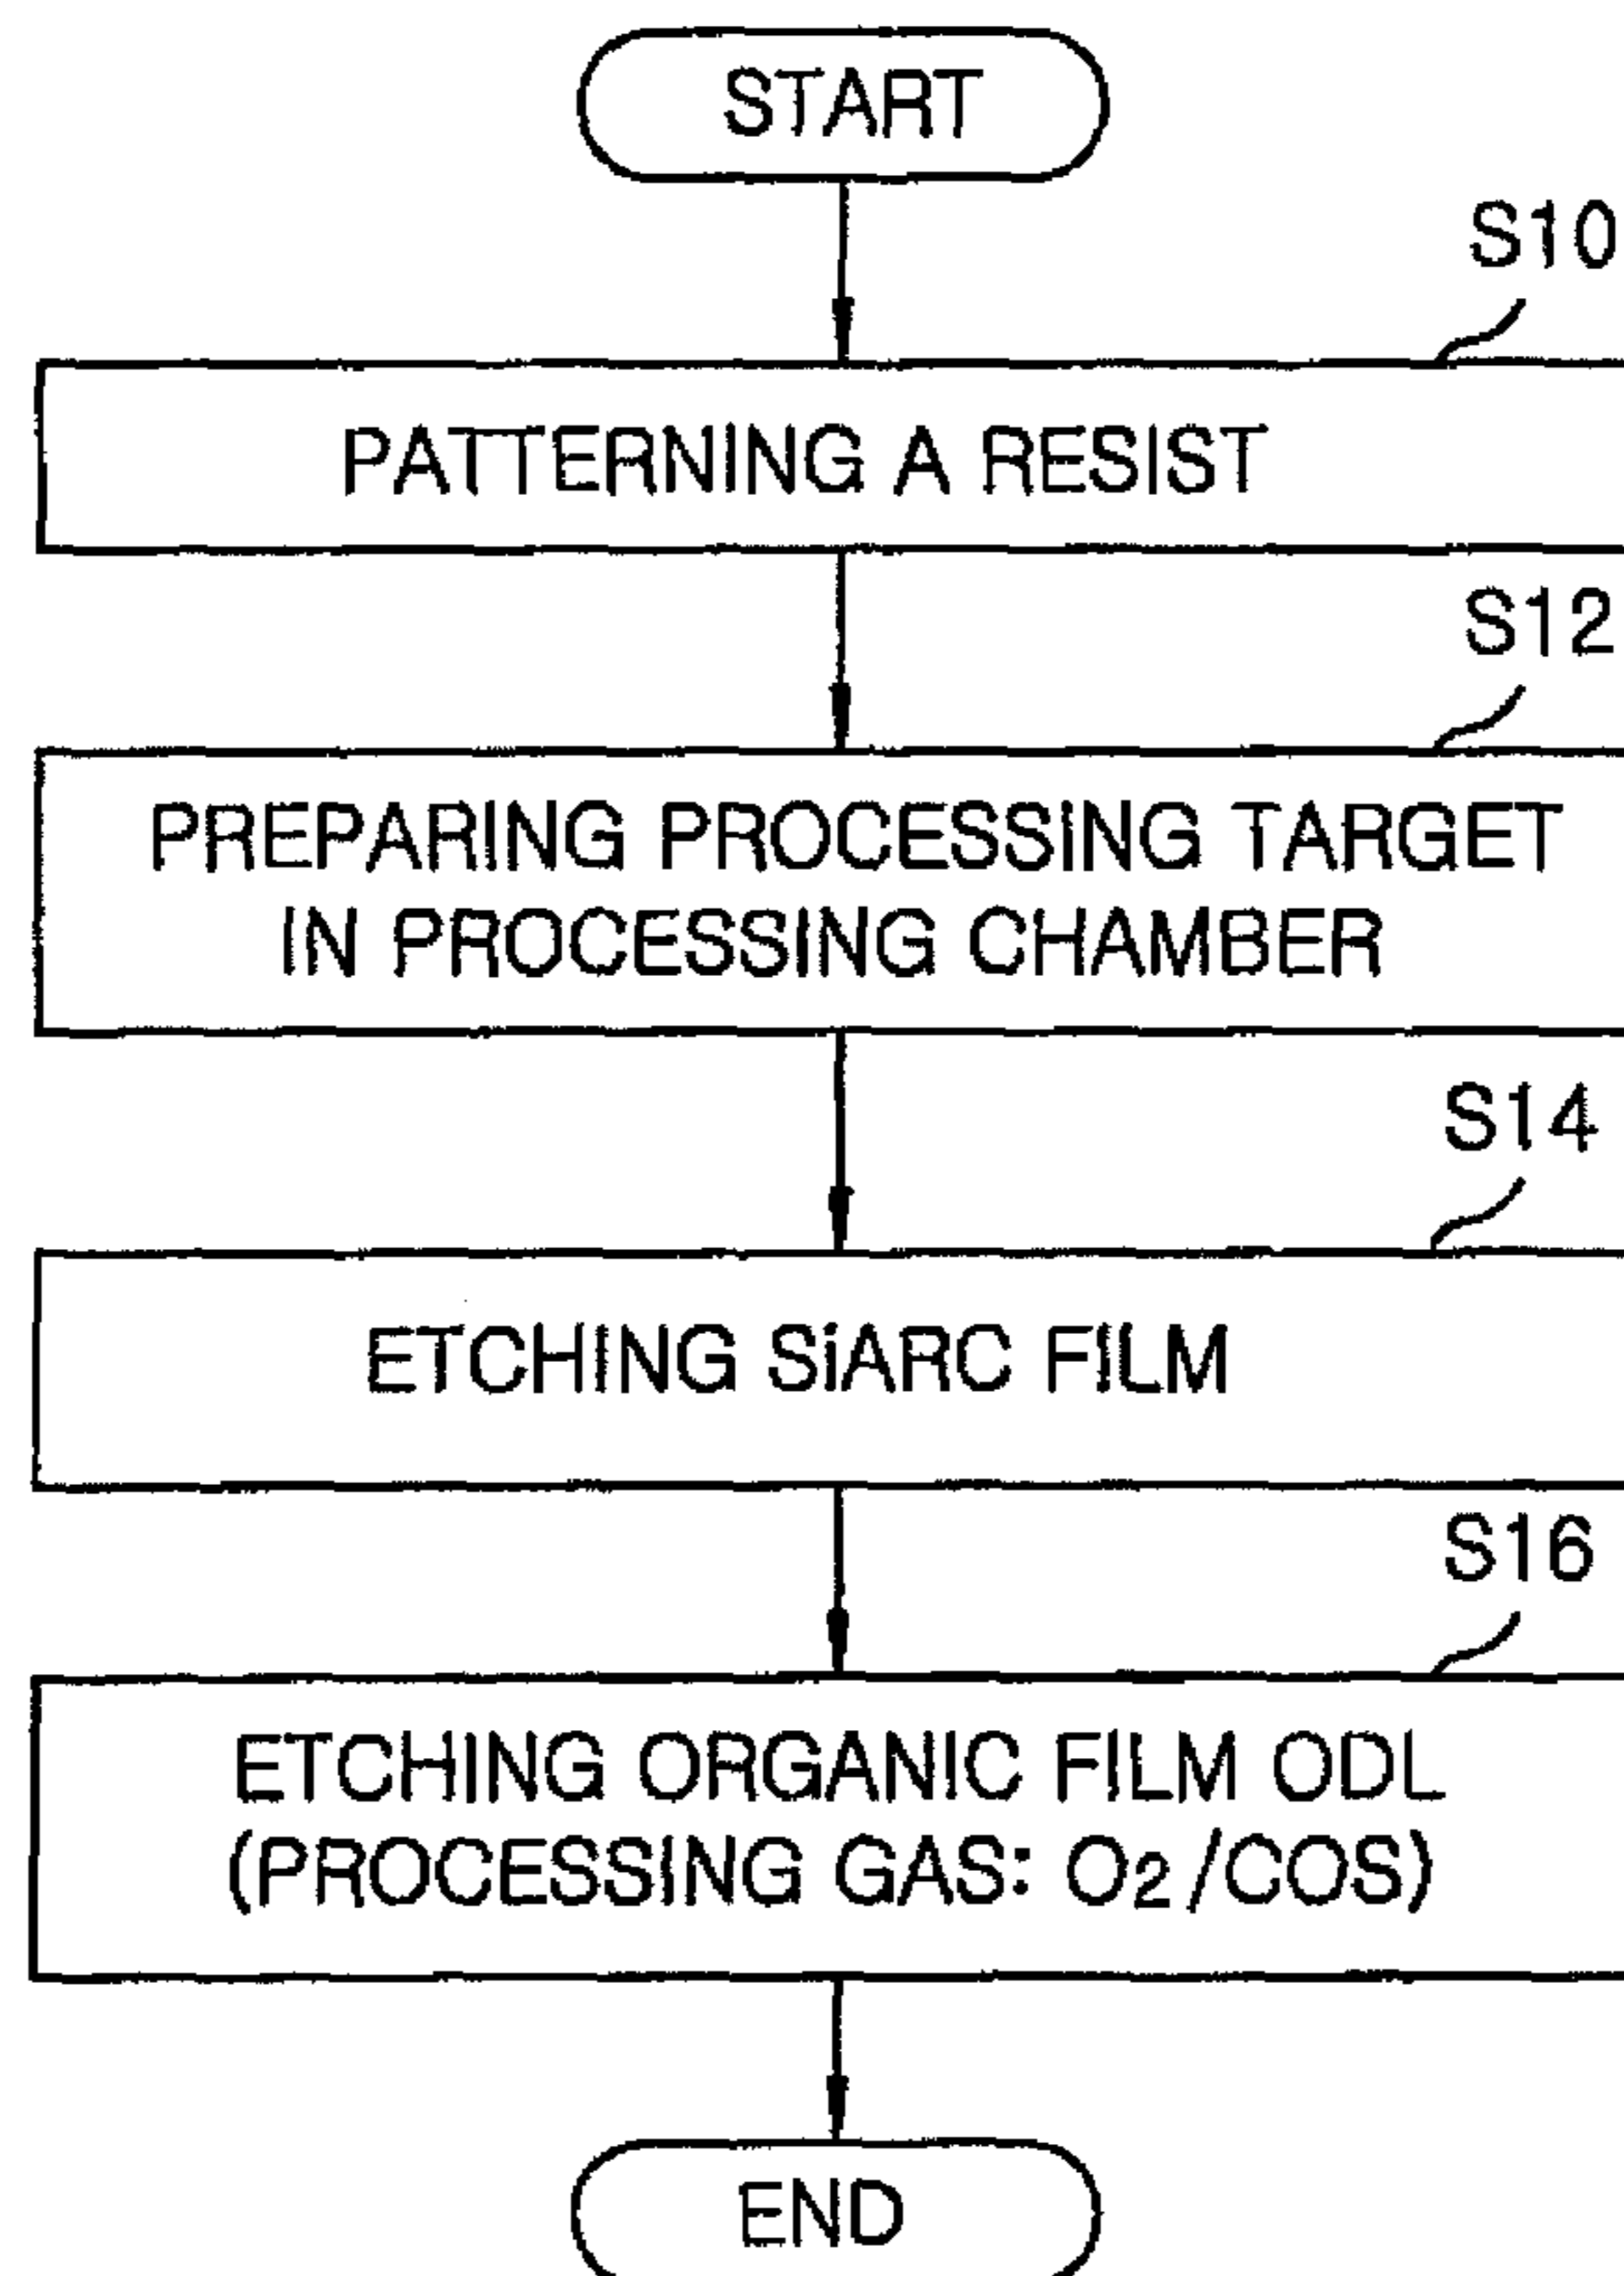 START
S10
PATTERNING A RESIST
S12
PREPARING PROCESSING TARGET
IN PROCESSING CHAMBER
S14
ETCHING SiARC FILM
S16
ETCHING ORGANIC FILM ODL
(PROCESSING GAS: O2/COS)
END